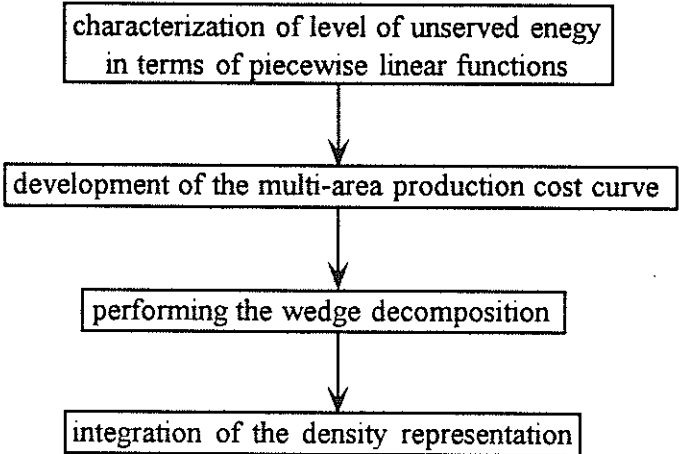 characterization of level of unserved enegy
in terms of piecewise linear functions
development of the multi-area production cost curve
performing the wedge decomposition
integration of the density representation